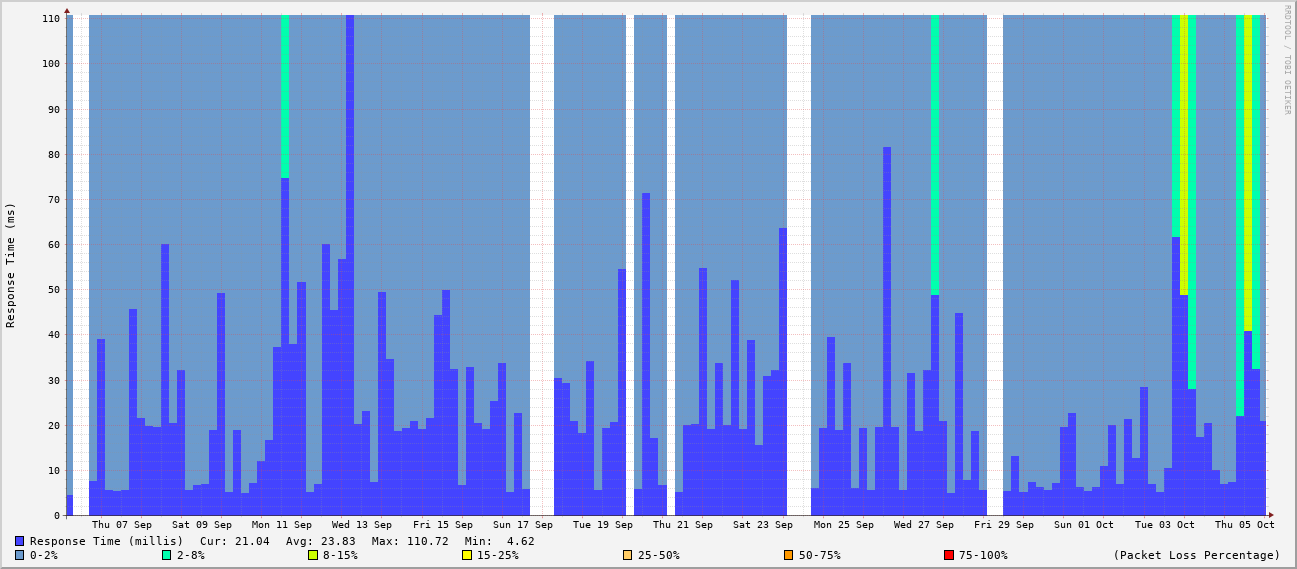 110
100
90
80
70
60
50
40
30
20
10
0
Response Time (ms)
RRDTOOL / TOBI OETIKER
Thu 07 Sep Sat 09 Sep Mon 11 Sep Wed 13 Sep Fri 15 Sep Sun 17 Sep Tue 19 Sep Thu 21 Sep Sat 23 Sep Mon 25 Sep Wed 27 Sep Fri 29 Sep Sun 01 Oct Tue 03 Oct Thu 05 Oct
Response Time (millis) Cur: 21.04 Avg: 23.83 Max: 110.72 Min: 4.62
0-2% 2-8% 8-15% 15-25% 25-50% 50-75% 75-100% (Packet Loss Percentage)